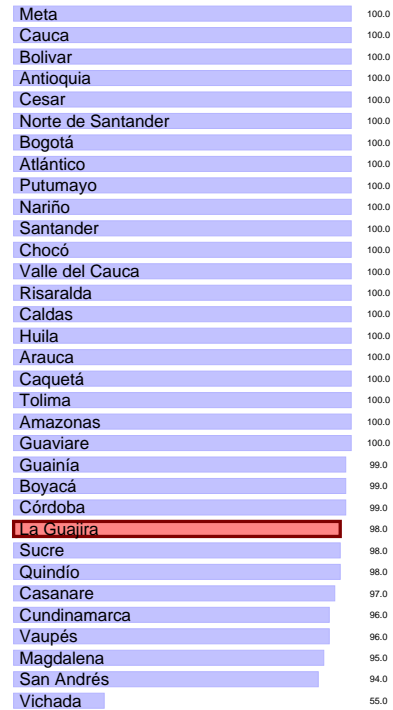 Meta 100.0
Cauca 100.0
Bolivar 100.0
Antioquia 100.0
Cesar 100.0
Norte de Santander 100.0
Bogotá 100.0
Atlántico 100.0
Putumayo 100.0
Nariño 100.0
Santander 100.0
Chocó 100.0
Valle del Cauca 100.0
Risaralda 100.0
Caldas 100.0
Huila 100.0
Arauca 100.0
Caquetá 100.0
Tolima 100.0
Amazonas 100.0
Guaviare 100.0
Guainía 99.0
Boyacá 99.0
Córdoba 99.0
La Guajira 98.0
Sucre 98.0
Quindío 98.0
Casanare 97.0
Cundinamarca 96.0
Vaupés 96.0
Magdalena 95.0
San Andrés 94.0
Vichada 55.0